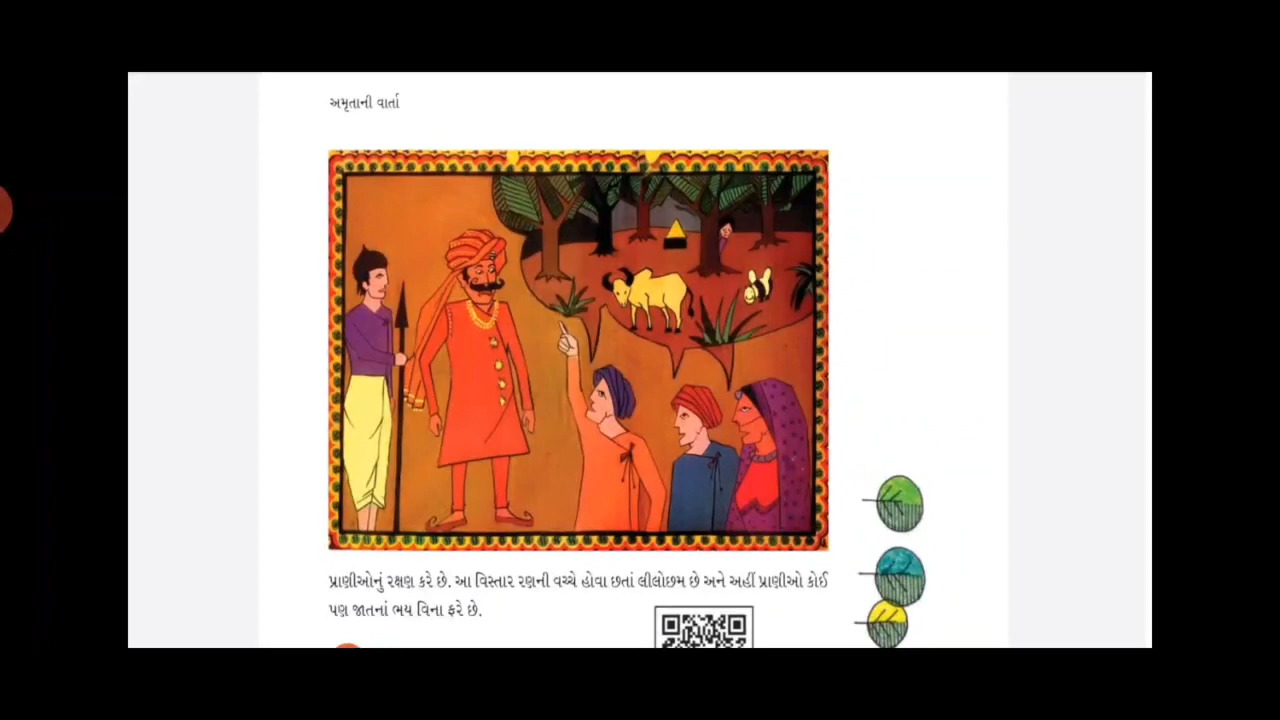 અમૃતાની વાર્તા
પ્રાણીઓનું રક્ષણ કરે છે. આ વિસ્તાર રણની વચ્ચે હોવા છતાં લીલોછમ છે અને અહીં પ્રાણીઓ કોઈ
પણ જાતનાં ભય વિના ફરે છે.